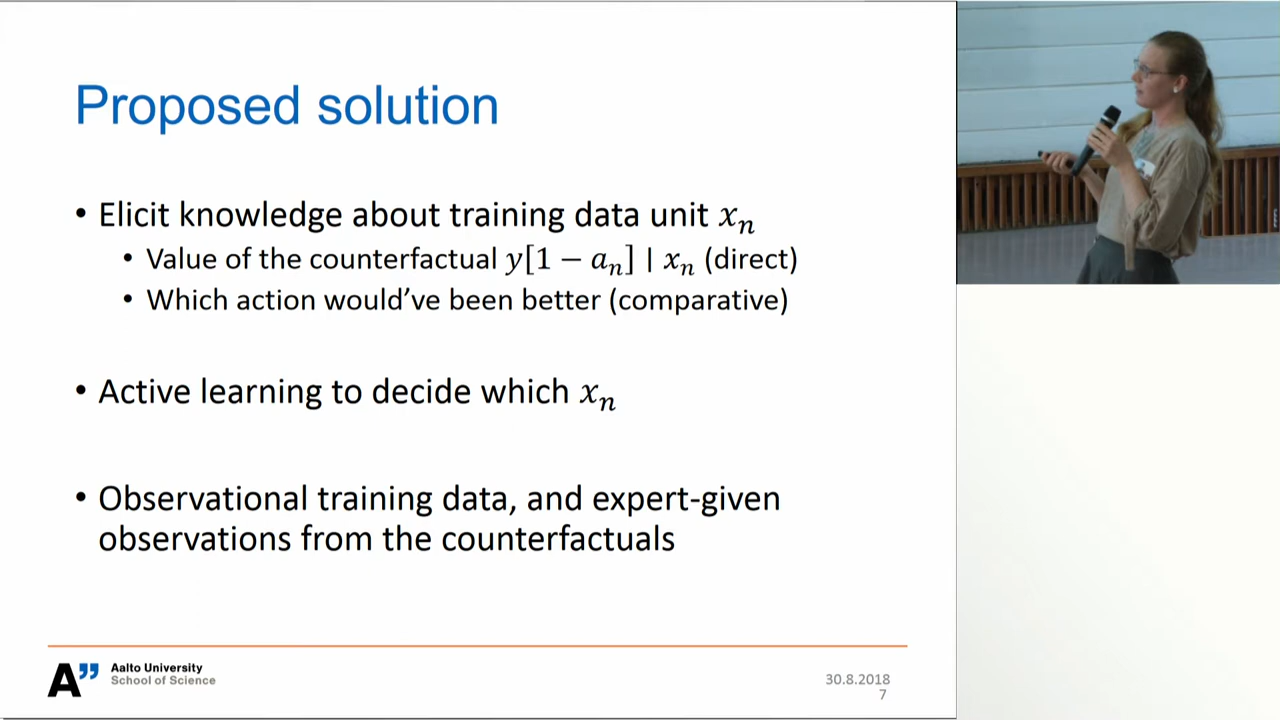 Proposed solution
• Elicit knowledge about training data unit xₙ
• Value of the counterfactual y[1 − aₙ] | xₙ (direct)
• Which action would’ve been better (comparative)
• Active learning to decide which xₙ
• Observational training data, and expert-given
observations from the counterfactuals
A”
Aalto University
School of Science
30.8.2018
7